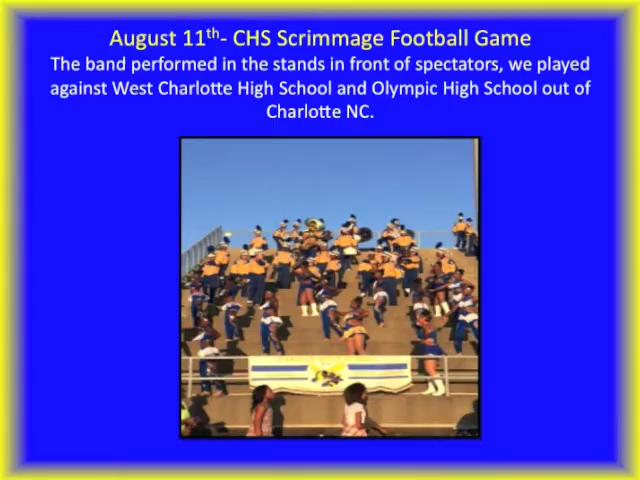 August 11th- CHS Scrimmage Football Game
The band performed in the stands in front of spectators, we played
against West Charlotte High School and Olympic High School out of
Charlotte NC.